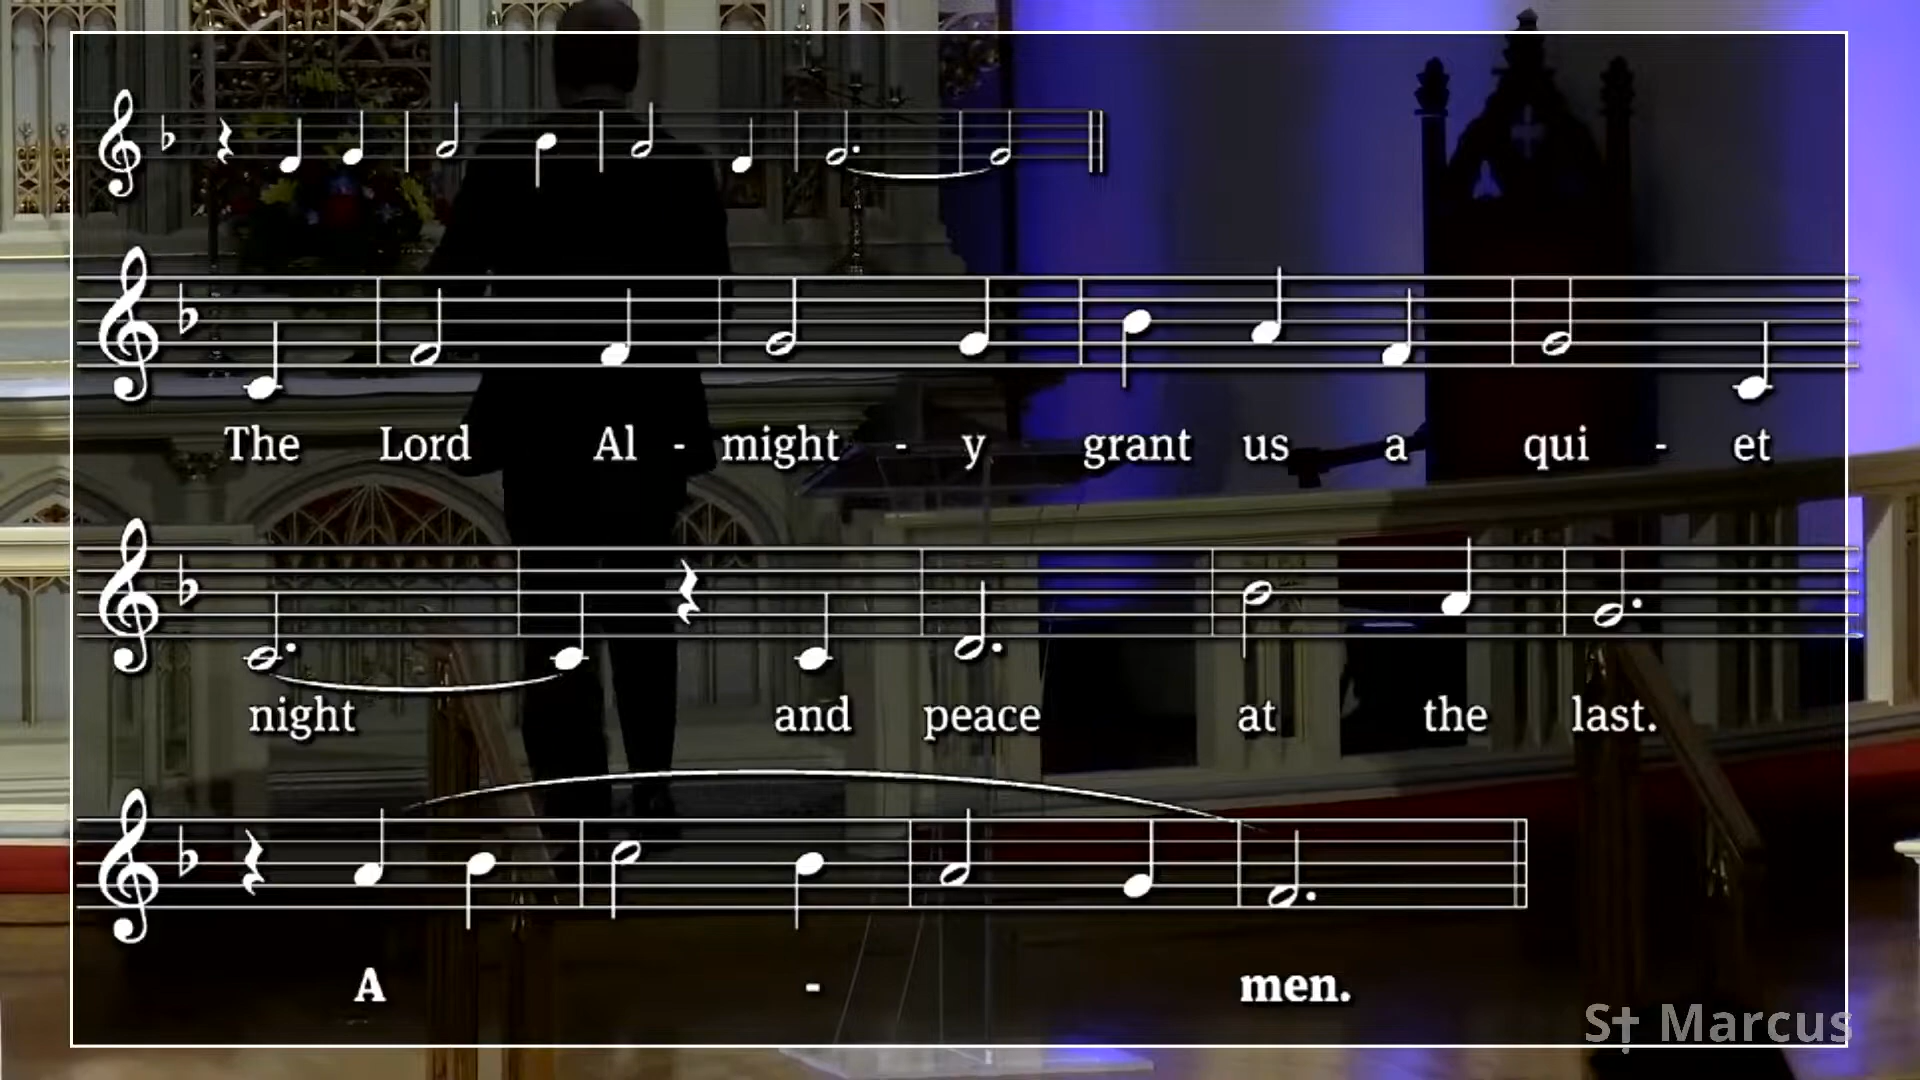 The Lord Al - might - y grant us a qui - et
night and peace at the last.
A - men.
St Marcus